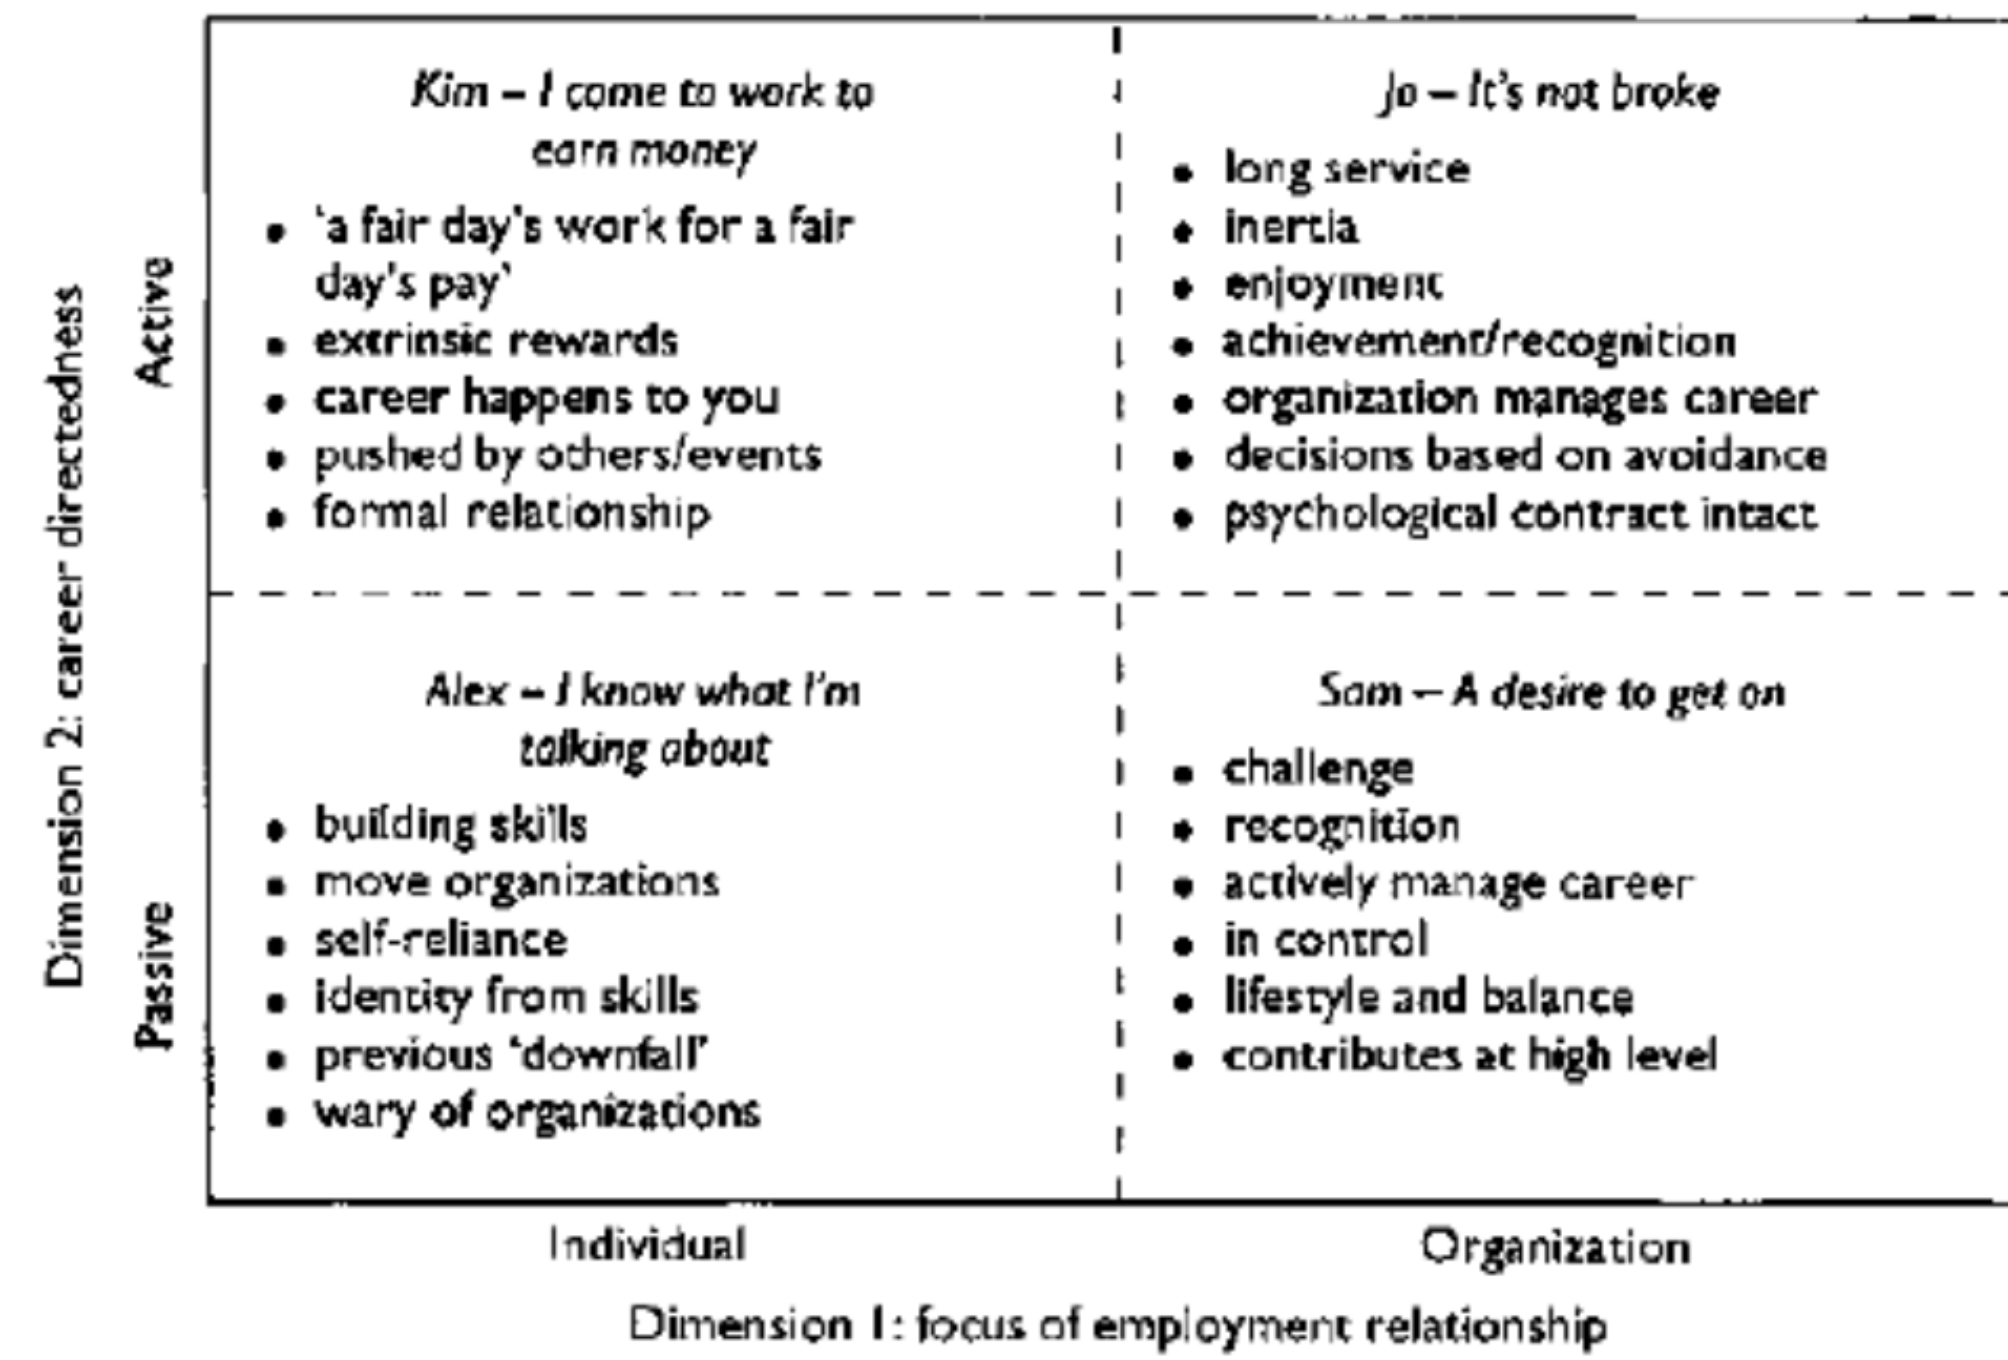 Dimension 2: career directedness
Active
Passive
Kim – I come to work to
earn money
• 'a fair day's work for a fair
day's pay'
• extrinsic rewards
• career happens to you
• pushed by others/events
• formal relationship
Jo – It's not broke
• long service
• inertia
• enjoyment
• achievement/recognition
• organization manages career
• decisions based on avoidance
• psychological contract intact
Alex – I know what I'm
talking about
• building skills
• move organizations
• self-reliance
• identity from skills
• previous 'downfall'
• wary of organizations
Sam – A desire to get on
• challenge
• recognition
• actively manage career
• in control
• lifestyle and balance
• contributes at high level
Individual
Organization
Dimension 1: focus of employment relationship